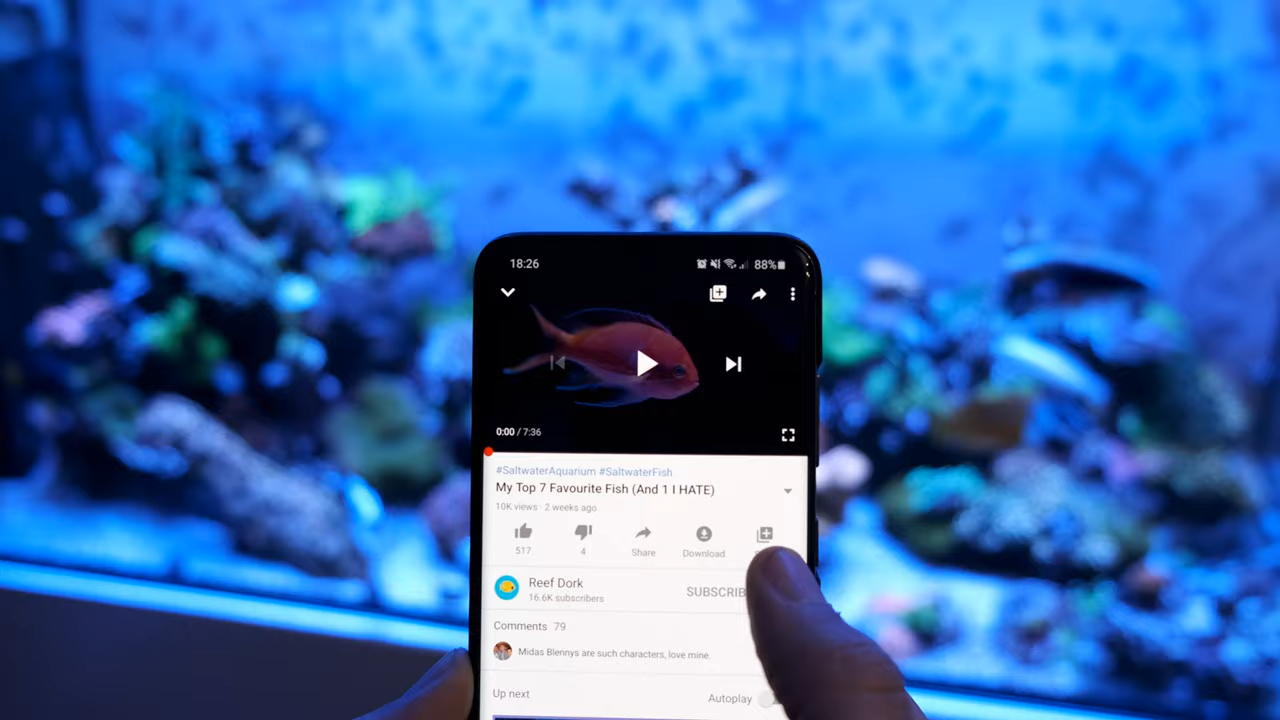 18:26
88%
0:00 / 7:36
#SaltwaterAquarium #SaltwaterFish
My Top 7 Favourite Fish (And 1 I HATE)
10K views · 2 weeks ago
517
4
Share
Download
Reef Dork
SUBSCRIB
16.6K subscribers
Comments 79
Midas Blennys are such characters, love mine.
Up next
Autoplay